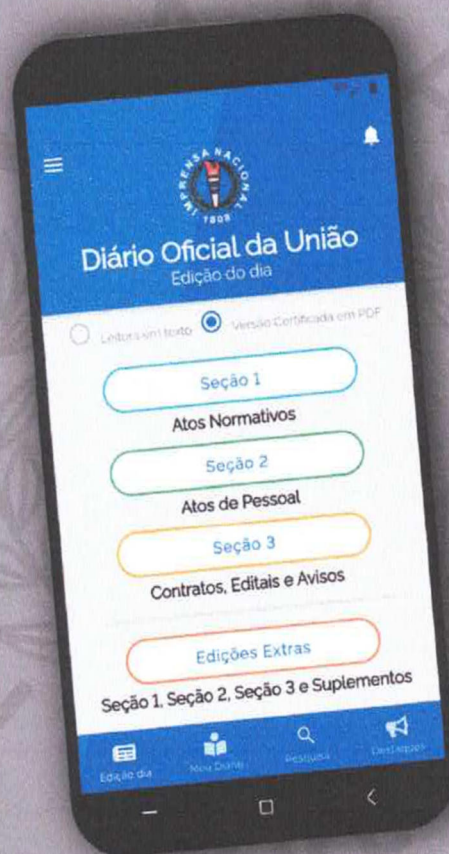 IMPRENSA NACIONAL
1808
Diário Oficial da União
Edição do dia
Leitura em texto Versão Certificada em PDF
Seção 1
Atos Normativos
Seção 2
Atos de Pessoal
Seção 3
Contratos, Editais e Avisos
Edições Extras
Seção 1, Seção 2, Seção 3 e Suplementos
Edição dia Meu Diário Pesquisa Destaques